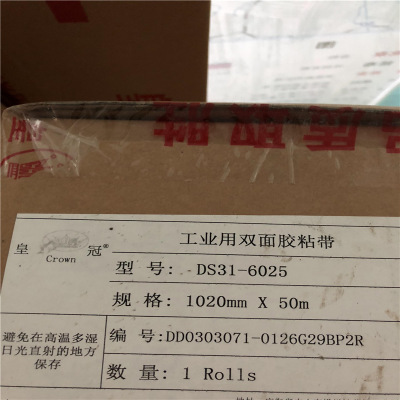 皇 冠®
Crown
工业用双面胶粘带
型 号: DS31-6025
规 格: 1020mm X 50m
避免在高温多湿
日光直射的地方
保存
编 号:DD0303071-0126G29BP2R
数 量: 1 Rolls